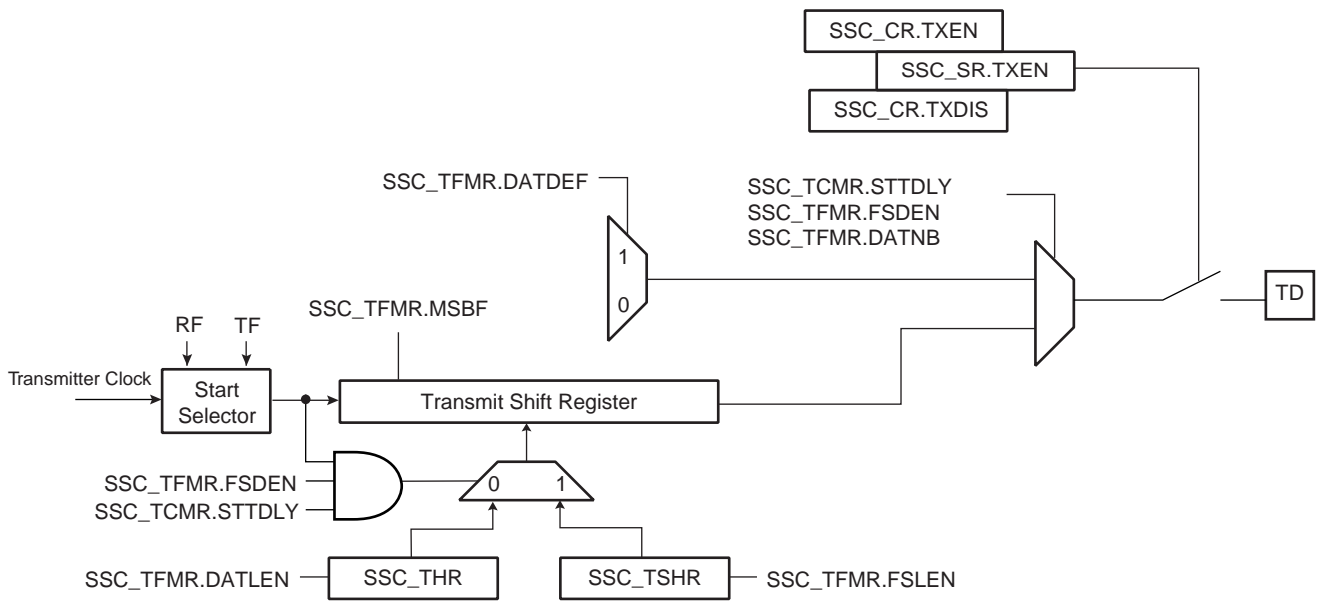 SSC_CR.TXEN
SSC_SR.TXEN
SSC_CR.TXDIS
SSC_TFMR.DATDEF
SSC_TCMR.STTDLY
SSC_TFMR.FSDEN
SSC_TFMR.DATNB
1
0
TD
SSC_TFMR.MSBF
RF TF
Transmitter Clock
Start
Selector
Transmit Shift Register
SSC_TFMR.FSDEN
SSC_TCMR.STTDLY
0 1
SSC_TFMR.DATLEN
SSC_THR
SSC_TSHR
SSC_TFMR.FSLEN